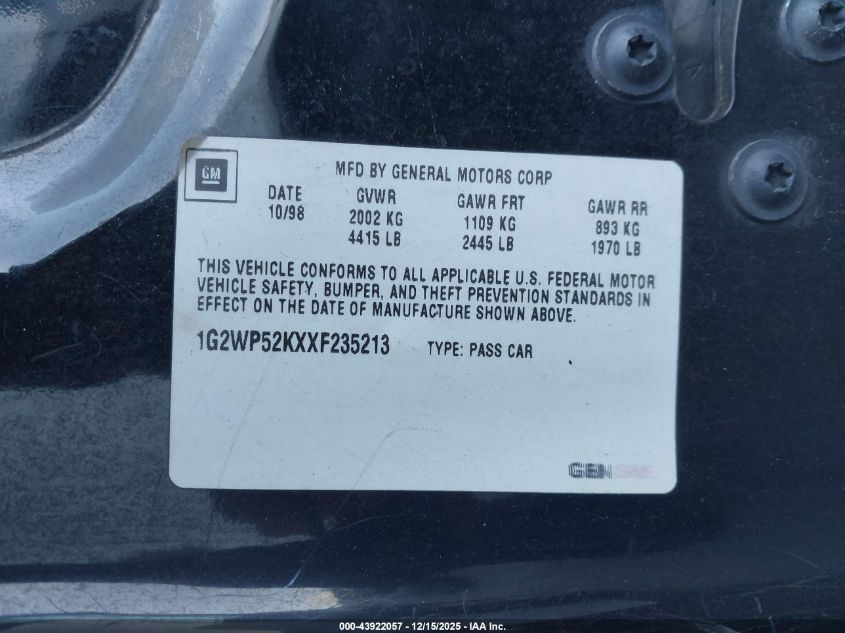 GM
MFD BY GENERAL MOTORS CORP
DATE GVWR GAWR FRT GAWR RR
10/98 2002 KG 1109 KG 893 KG
4415 LB 2445 LB 1970 LB
THIS VEHICLE CONFORMS TO ALL APPLICABLE U.S. FEDERAL MOTOR
VEHICLE SAFETY, BUMPER, AND THEFT PREVENTION STANDARDS IN
EFFECT ON THE DATE OF MANUFACTURE SHOWN ABOVE.
1G2WP52KXXF235213 TYPE: PASS CAR
000-43922057 - 12/15/2025 - IAA Inc.